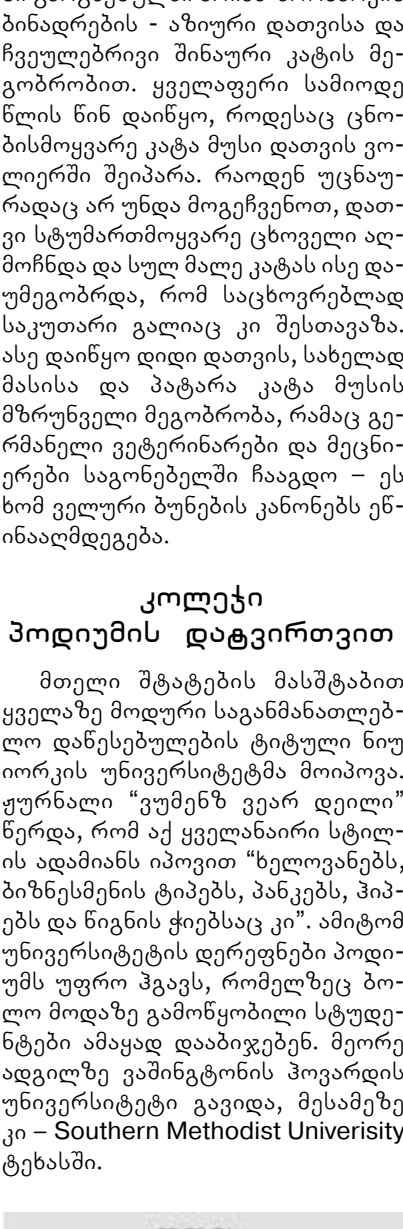 ბინადრების - აზიური დათვისა და
ჩვეულებრივი შინაური კატის მე-
გობრობით. ყველაფერი სამიოდე
წლის წინ დაიწყო, როდესაც ცნო-
ბისმოყვარე კატა მუსი დათვის ვო-
ლიერში შეიპარა. რაოდენ უცნაუ-
რადაც არ უნდა მოგეჩვენოთ, დათ-
ვი სტუმართმოყვარე ცხოველი აღ-
მოჩნდა და სულ მალე კატას ისე და-
უმეგობრდა, რომ საცხოვრებლად
საკუთარი გალიაც კი შესთავაზა.
ასე დაიწყო დიდი დათვის, სახელად
მასისა და პატარა კატა მუსის
მზრუნველი მეგობრობა, რამაც გე-
რმანელი ვეტერინარები და მეცნი-
ერები საგონებელში ჩააგდო – ეს
ხომ ველური ბუნების კანონებს ეწ-
ინააღმდეგება.
კოლეჯი
პოდიუმის დატვირთვით
მთელი შტატების მასშტაბით
ყველაზე მოდური საგანმანათლებ-
ლო დაწესებულების ტიტული ნიუ
იორკის უნივერსიტეტმა მოიპოვა.
ჟურნალი “ვუმენზ ვეარ დეილი”
წერდა, რომ აქ ყველანაირი სტილ-
ის ადამიანს იპოვით “ხელოვანებს,
ბიზნესმენის ტიპებს, პანკებს, ჰიპ-
ებს და წიგნის ჭიებსაც კი”. ამიტომ
უნივერსიტეტის დერეფნები პოდი-
უმს უფრო ჰგავს, რომელზეც ბო-
ლო მოდაზე გამოწყობილი სტუდე-
ნტები ამაყად დააბიჯებენ. მეორე
ადგილზე ვაშინგტონის ჰოვარდის
უნივერსიტეტი გავიდა, მესამეზე
კი – Southern Methodist Univerisity
ტეხასში.